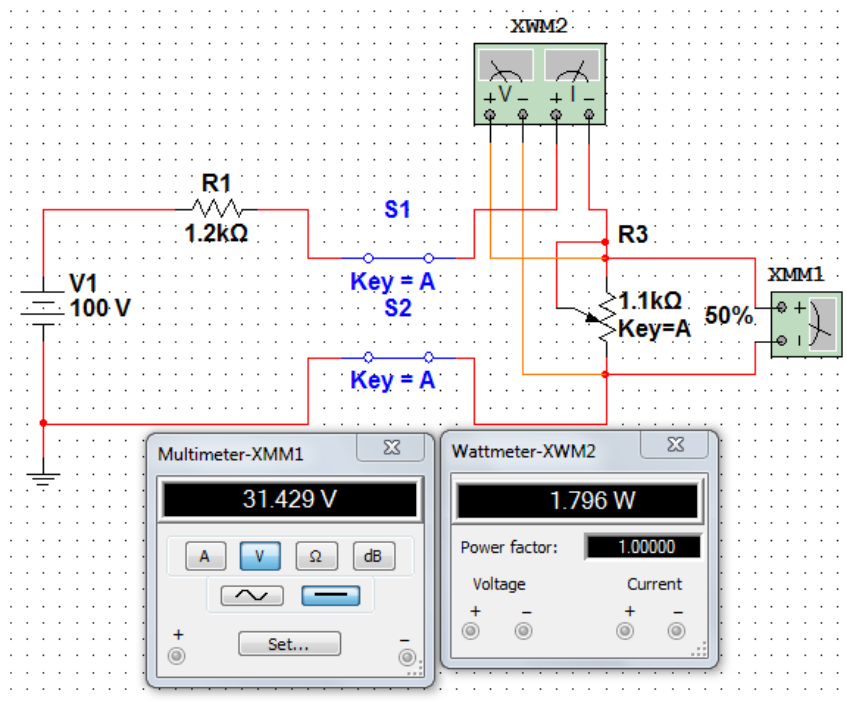 XWM2
V I
+ − + −
R1
1.2kΩ
S1
Key = A
S2
Key = A
V1
100 V
R3
1.1kΩ
Key=A
50%
XMM1
+
Multimeter-XMM1
31.429 V
A V Ω dB
+ Set... −
Wattmeter-XWM2
1.796 W
Power factor: 1.00000
Voltage Current
+ − + −